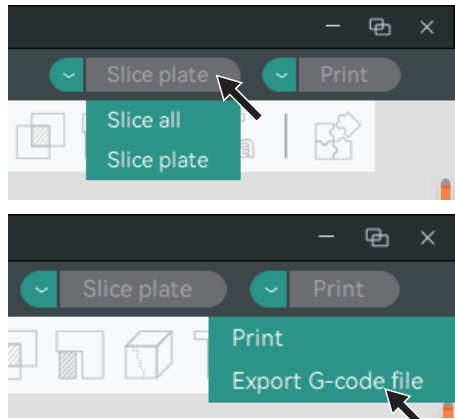 Slice plate Print
Slice all
Slice plate
Slice plate Print
Print
Export G-code file